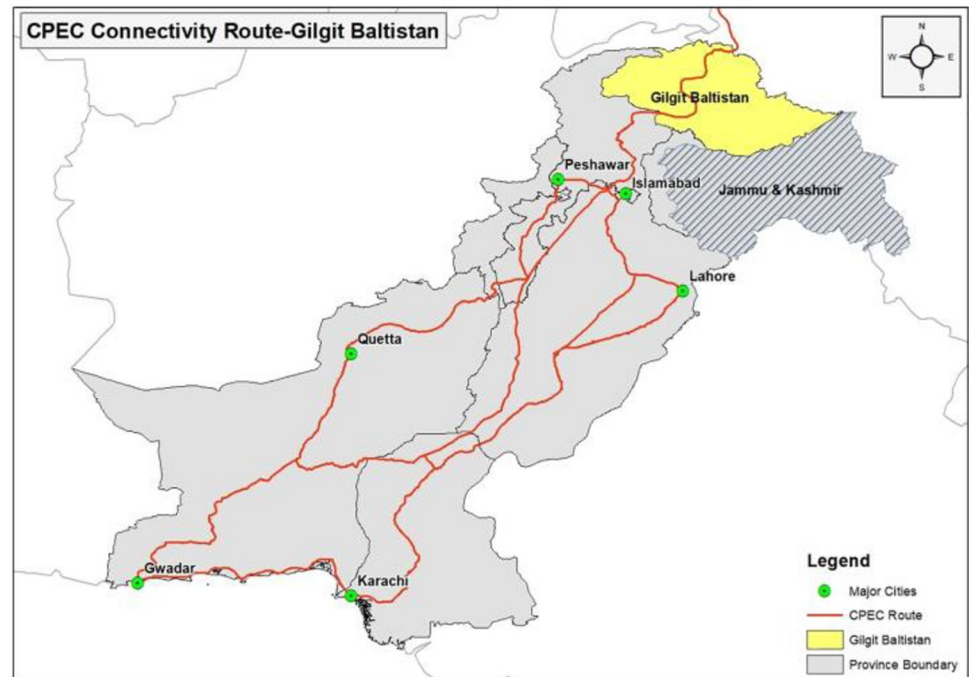 CPEC Connectivity Route-Gilgit Baltistan
N
W
E
S
Gilgit Baltistan
Peshawar
Islamabad
Jammu & Kashmir
Lahore
Quetta
Gwadar
Karachi
Legend
Major Cities
CPEC Route
Gilgit Baltistan
Province Boundary